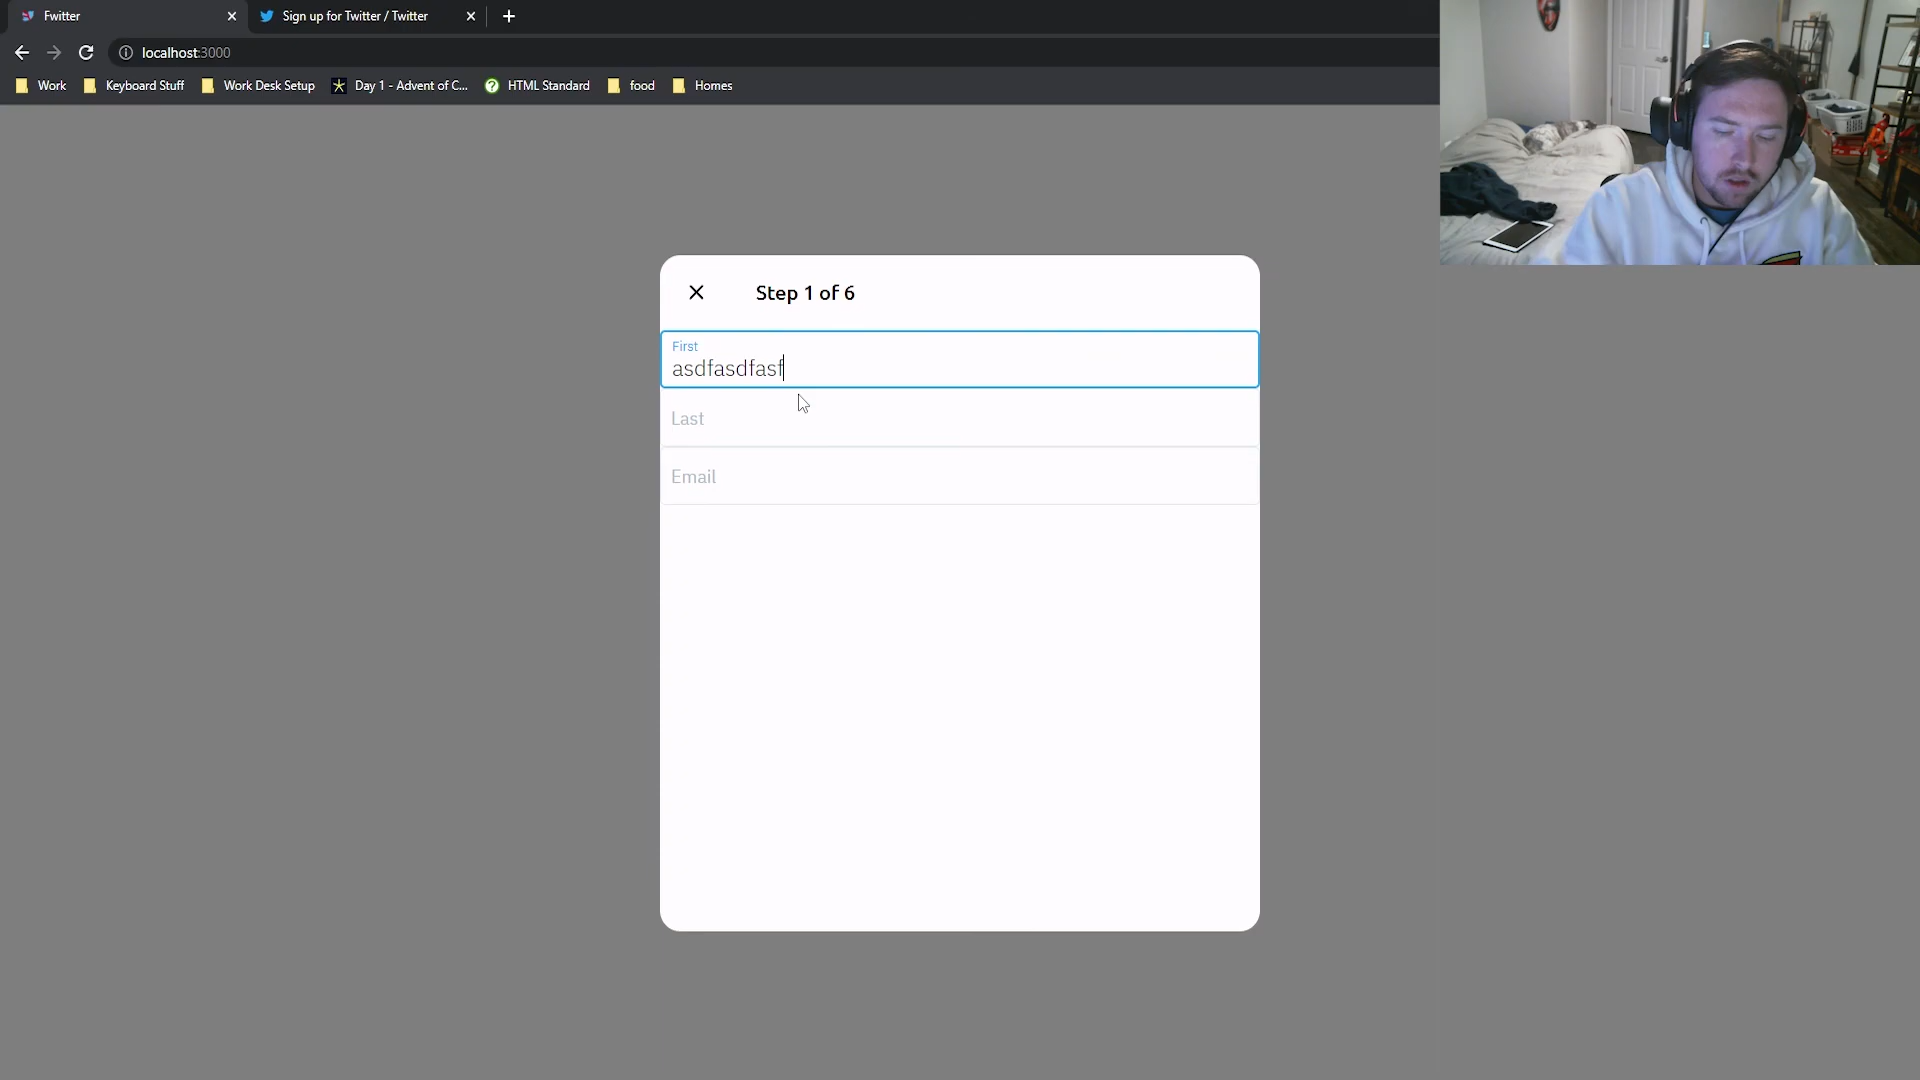 Fwitter
Sign up for Twitter / Twitter
localhost:3000
Work
Keyboard Stuff
Work Desk Setup
Day 1 - Advent of C...
HTML Standard
food
Homes
Step 1 of 6
First
asdfasdfasf
Last
Email